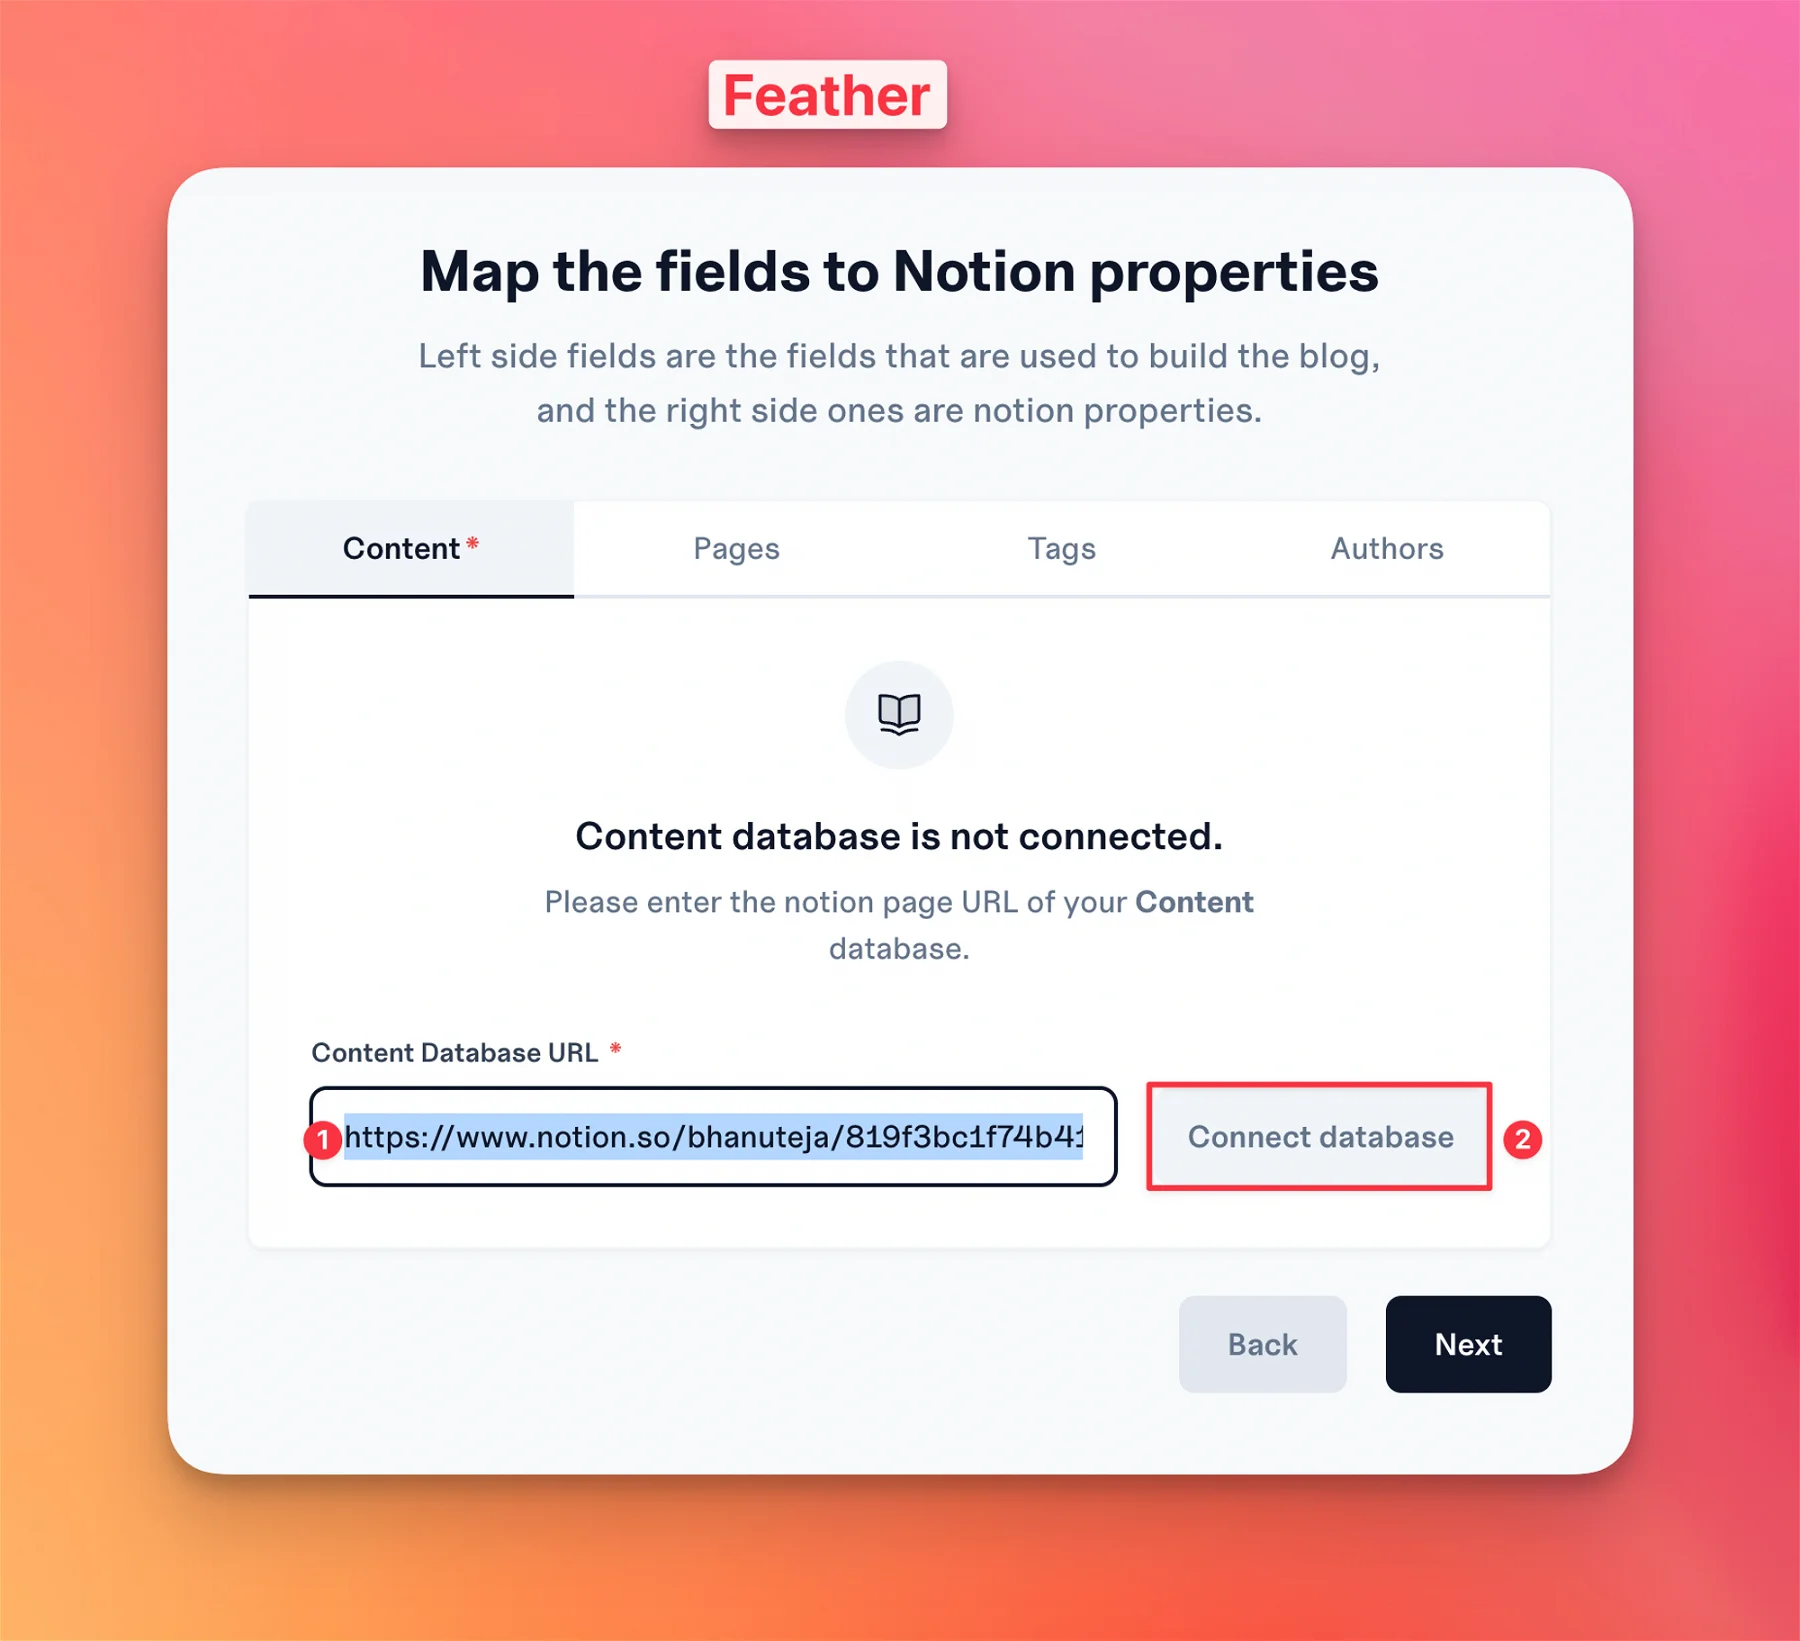 Feather
Map the fields to Notion properties
Left side fields are the fields that are used to build the blog,
and the right side ones are notion properties.
Content *
Pages
Tags
Authors
Content database is not connected.
Please enter the notion page URL of your Content
database.
Content Database URL *
1 https://www.notion.so/bhanuteja/819f3bc1f74b41
Connect database 2
Back
Next